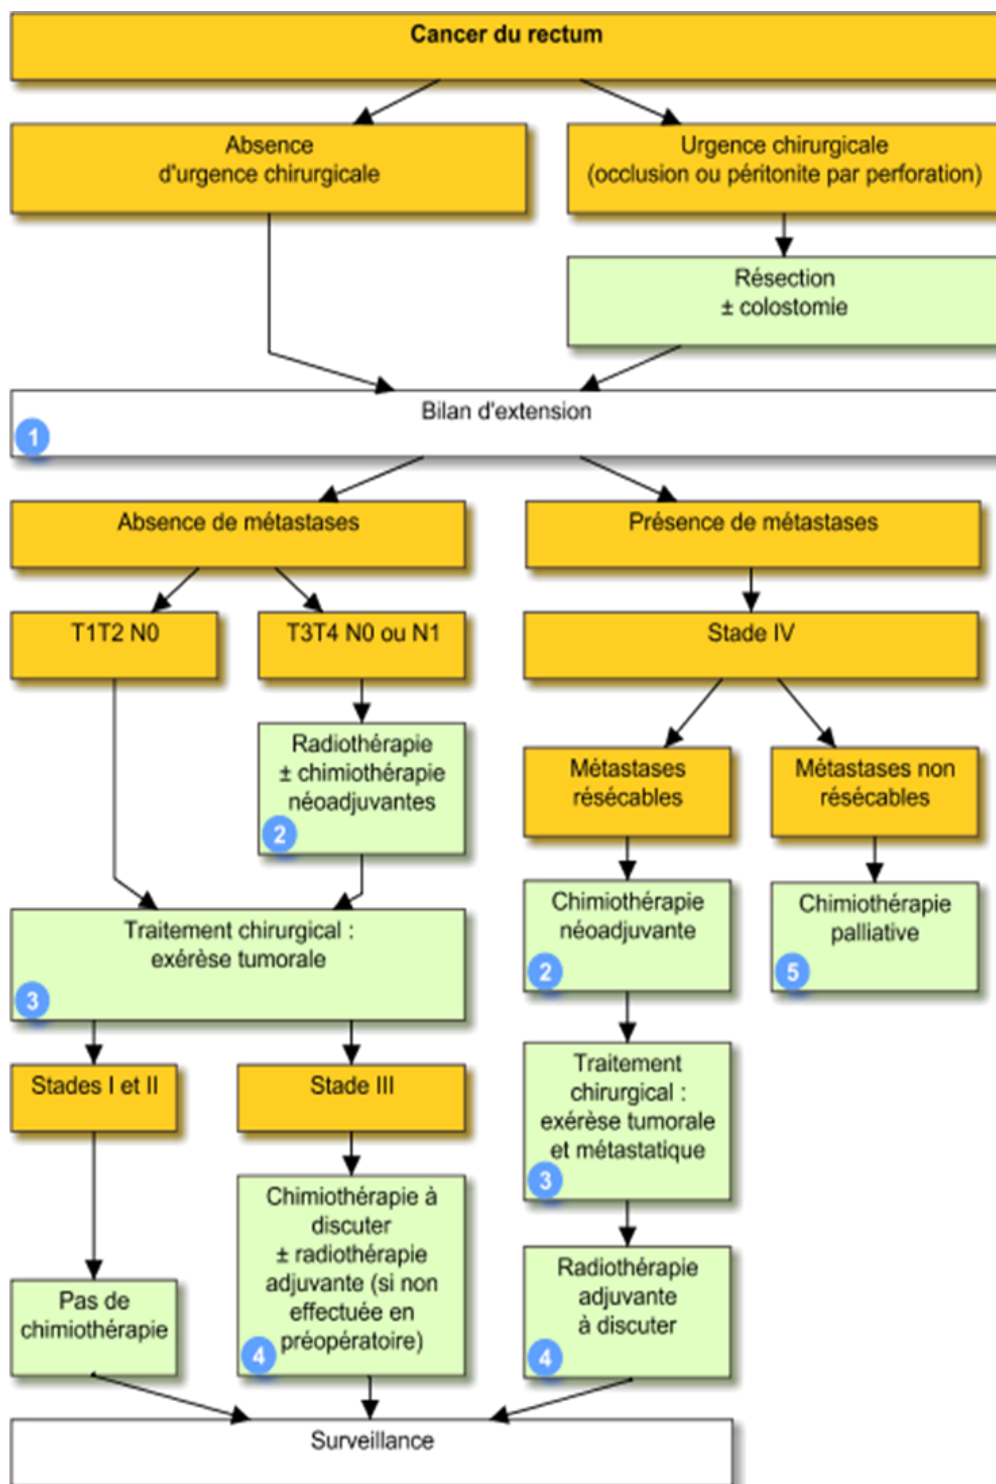 Cancer du rectum
Absence
d'urgence chirurgicale
Urgence chirurgicale
(occlusion ou péritonite par perforation)
Résection
± colostomie
Bilan d'extension
1
Absence de métastases
Présence de métastases
T1T2 N0
T3T4 N0 ou N1
Stade IV
Radiothérapie
± chimiothérapie
néoadjuvantes
2
Métastases
résécables
Métastases non
résécables
Chimiothérapie
néoadjuvante
2
Chimiothérapie
palliative
5
Traitement chirurgical :
exérèse tumorale
3
Traitement
chirurgical :
exérèse tumorale
et métastatique
3
Stades I et II
Stade III
Chimiothérapie à
discuter
± radiothérapie
adjuvante (si non
effectuée en
préopératoire)
4
Radiothérapie
adjuvante
à discuter
4
Pas de
chimiothérapie
Surveillance